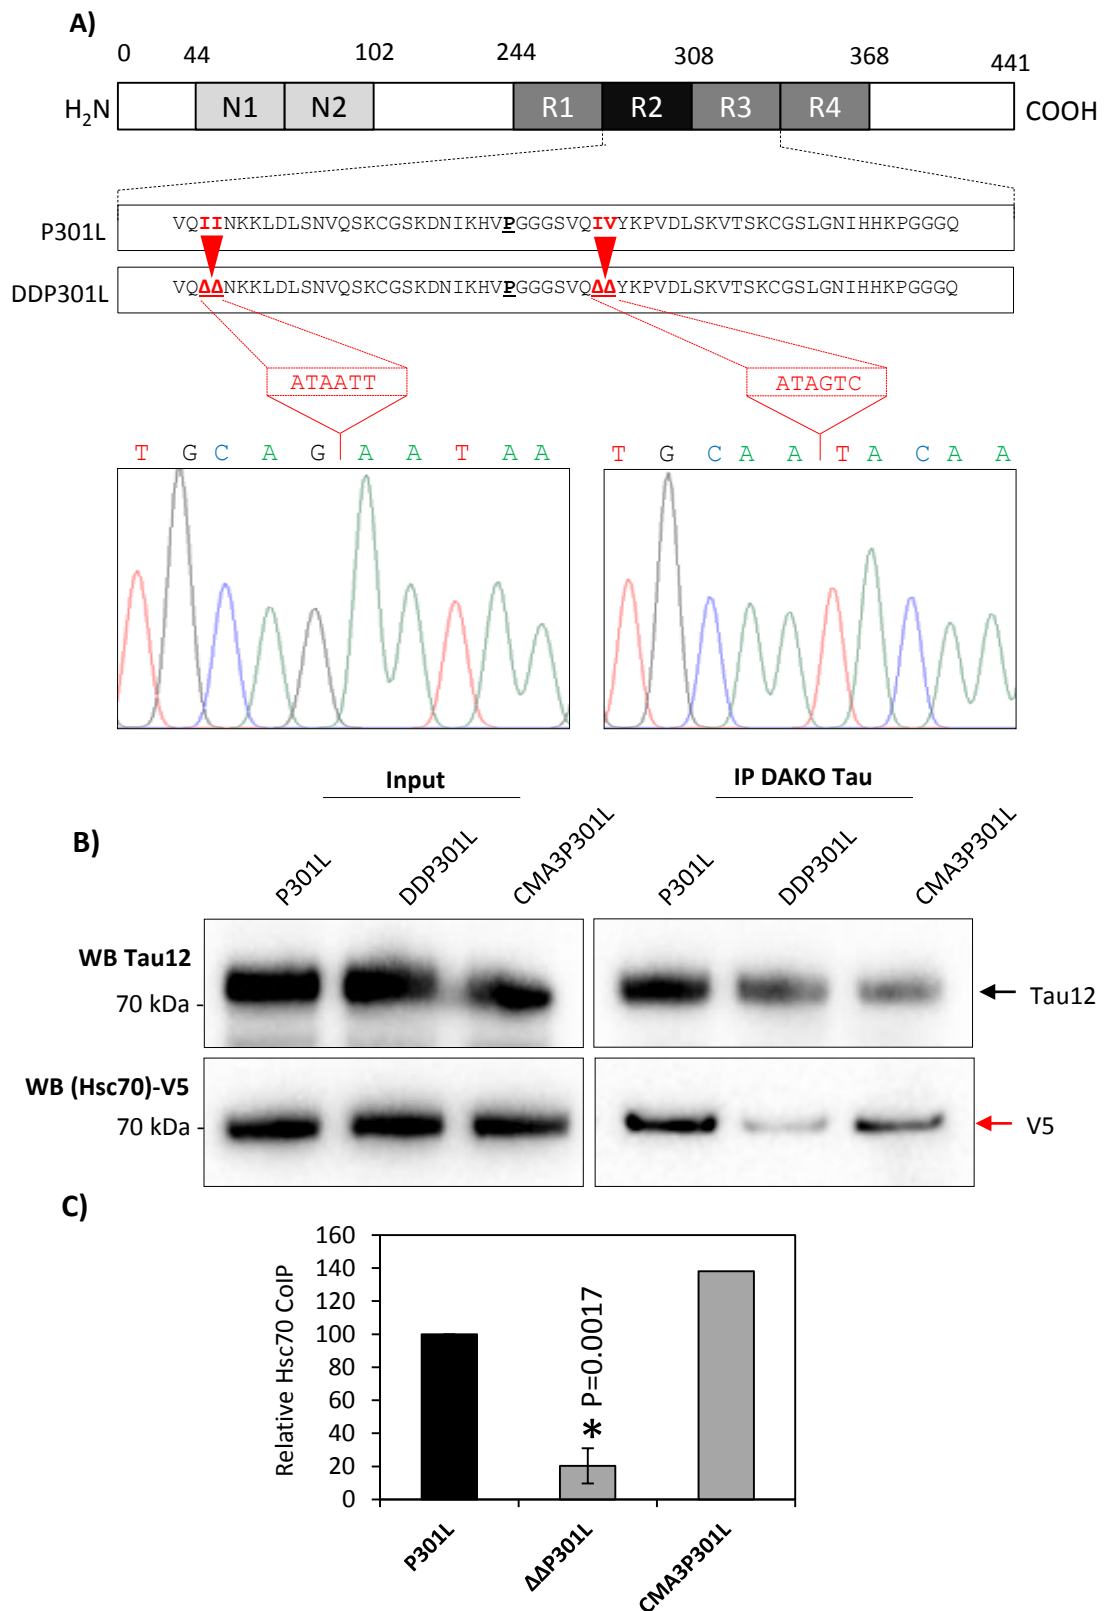 A)
0 44 102 244 308 368 441
H2N N1 N2 R1 R2 R3 R4 COOH
P301L VQIINKKLDLSNVQSKCGSKDNIKHVPGGGSVQIVYKPVDLSKVTSKCGSLGNIHHKPGGGQ
DDP301L VQΔΔNKKLDLSNVQSKCGSKDNIKHVPGGGSVQΔΔYKPVDLSKVTSKCGSLGNIHHKPGGGQ
ATAATT ATAGTC
T G C A G A A T A A T G C A A T A C A A
Input IP DAKO Tau
B)
P301L DDP301L CMA3P301L P301L DDP301L CMA3P301L
WB Tau12
70 kDa - Tau12
WB (Hsc70)-V5
70 kDa - V5
C)
Relative Hsc70 CoIP
160
140
120
100
80
60
40
20
0
* P=0.0017
P301L ΔΔP301L CMA3P301L